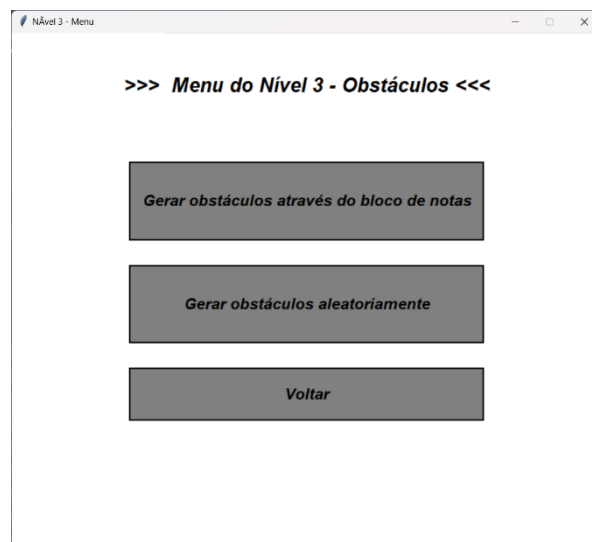 NÃvel 3 - Menu
>>> Menu do Nível 3 - Obstáculos <<<
Gerar obstáculos através do bloco de notas
Gerar obstáculos aleatoriamente
Voltar